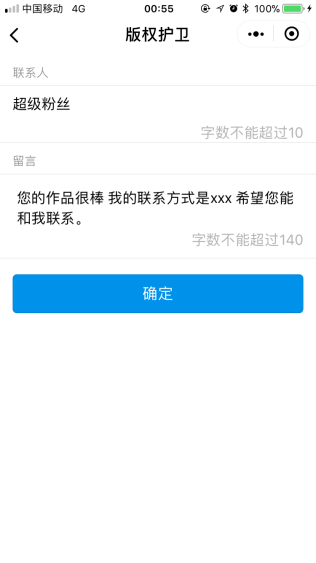 中国移动 4G 00:55 100%
版权护卫
联系人
超级粉丝
字数不能超过10
留言
您的作品很棒 我的联系方式是xxx 希望您能
和我联系。
字数不能超过140
确定